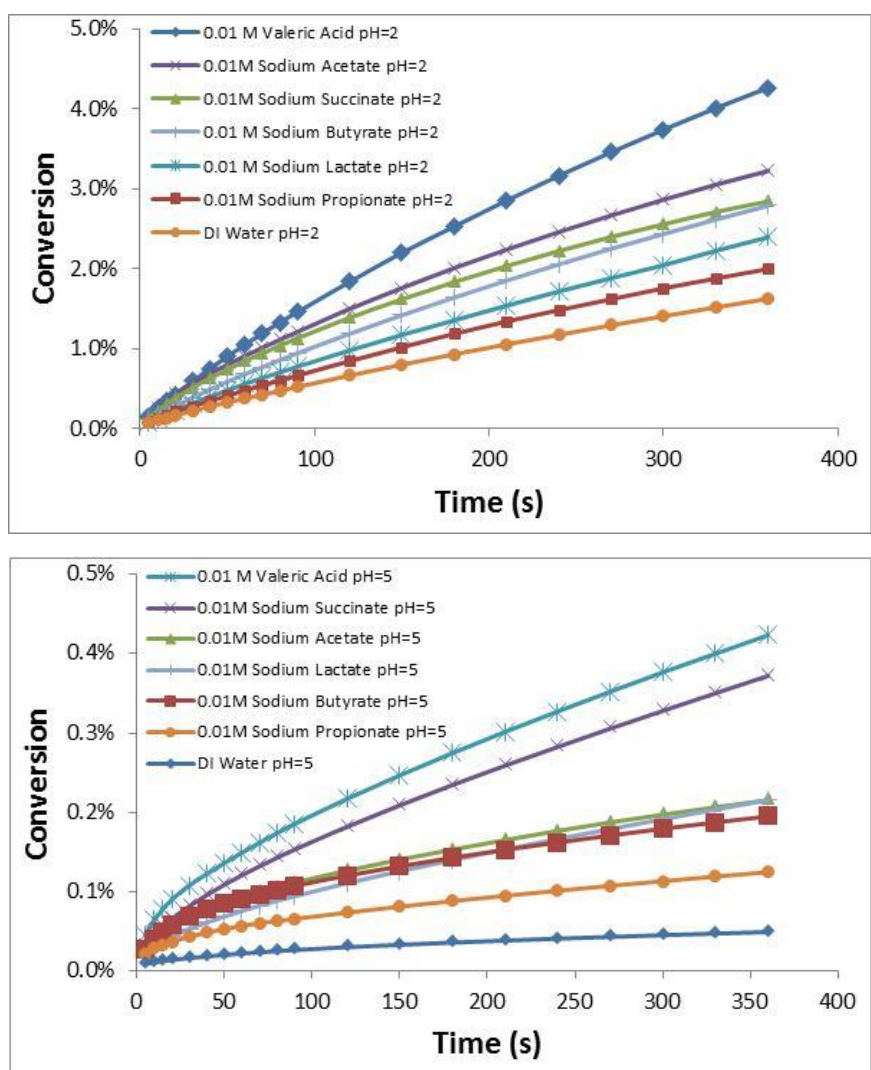 5.0%
4.0%
3.0%
2.0%
1.0%
0.0%
Conversion
0.01 M Valeric Acid pH=2
0.01M Sodium Acetate pH=2
0.01M Sodium Succinate pH=2
0.01 M Sodium Butyrate pH=2
0.01 M Sodium Lactate pH=2
0.01M Sodium Propionate pH=2
DI Water pH=2
0 100 200 300 400
Time (s)
0.5%
0.4%
0.3%
0.2%
0.1%
0.0%
Conversion
0.01 M Valeric Acid pH=5
0.01M Sodium Succinate pH=5
0.01M Sodium Acetate pH=5
0.01M Sodium Lactate pH=5
0.01M Sodium Butyrate pH=5
0.01M Sodium Propionate pH=5
DI Water pH=5
0 50 100 150 200 250 300 350 400
Time (s)